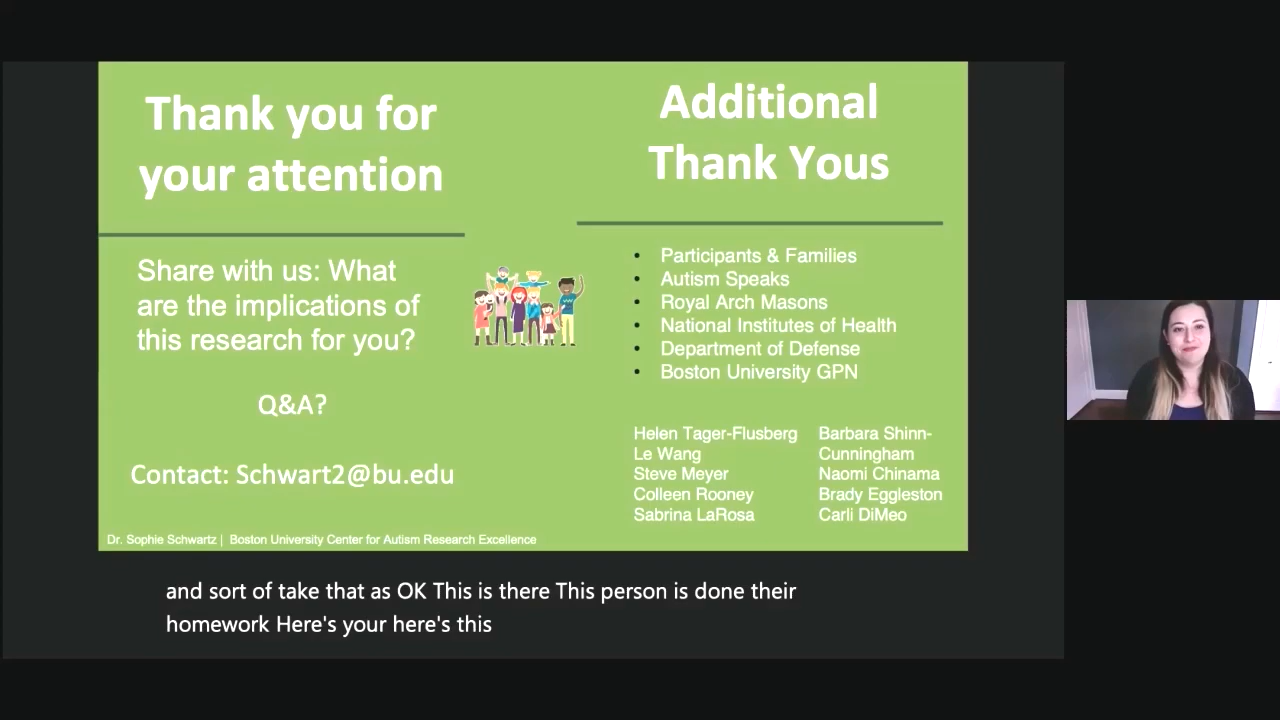 Thank you for
your attention
Share with us: What
are the implications of
this research for you?
Q&A?
Contact: Schwart2@bu.edu
Dr. Sophie Schwartz | Boston University Center for Autism Research Excellence
Additional
Thank Yous
• Participants & Families
• Autism Speaks
• Royal Arch Masons
• National Institutes of Health
• Department of Defense
• Boston University GPN
Helen Tager-Flusberg
Le Wang
Steve Meyer
Colleen Rooney
Sabrina LaRosa
Barbara Shinn-
Cunningham
Naomi Chinama
Brady Eggleston
Carli DiMeo
and sort of take that as OK This is there This person is done their
homework Here's your here's this